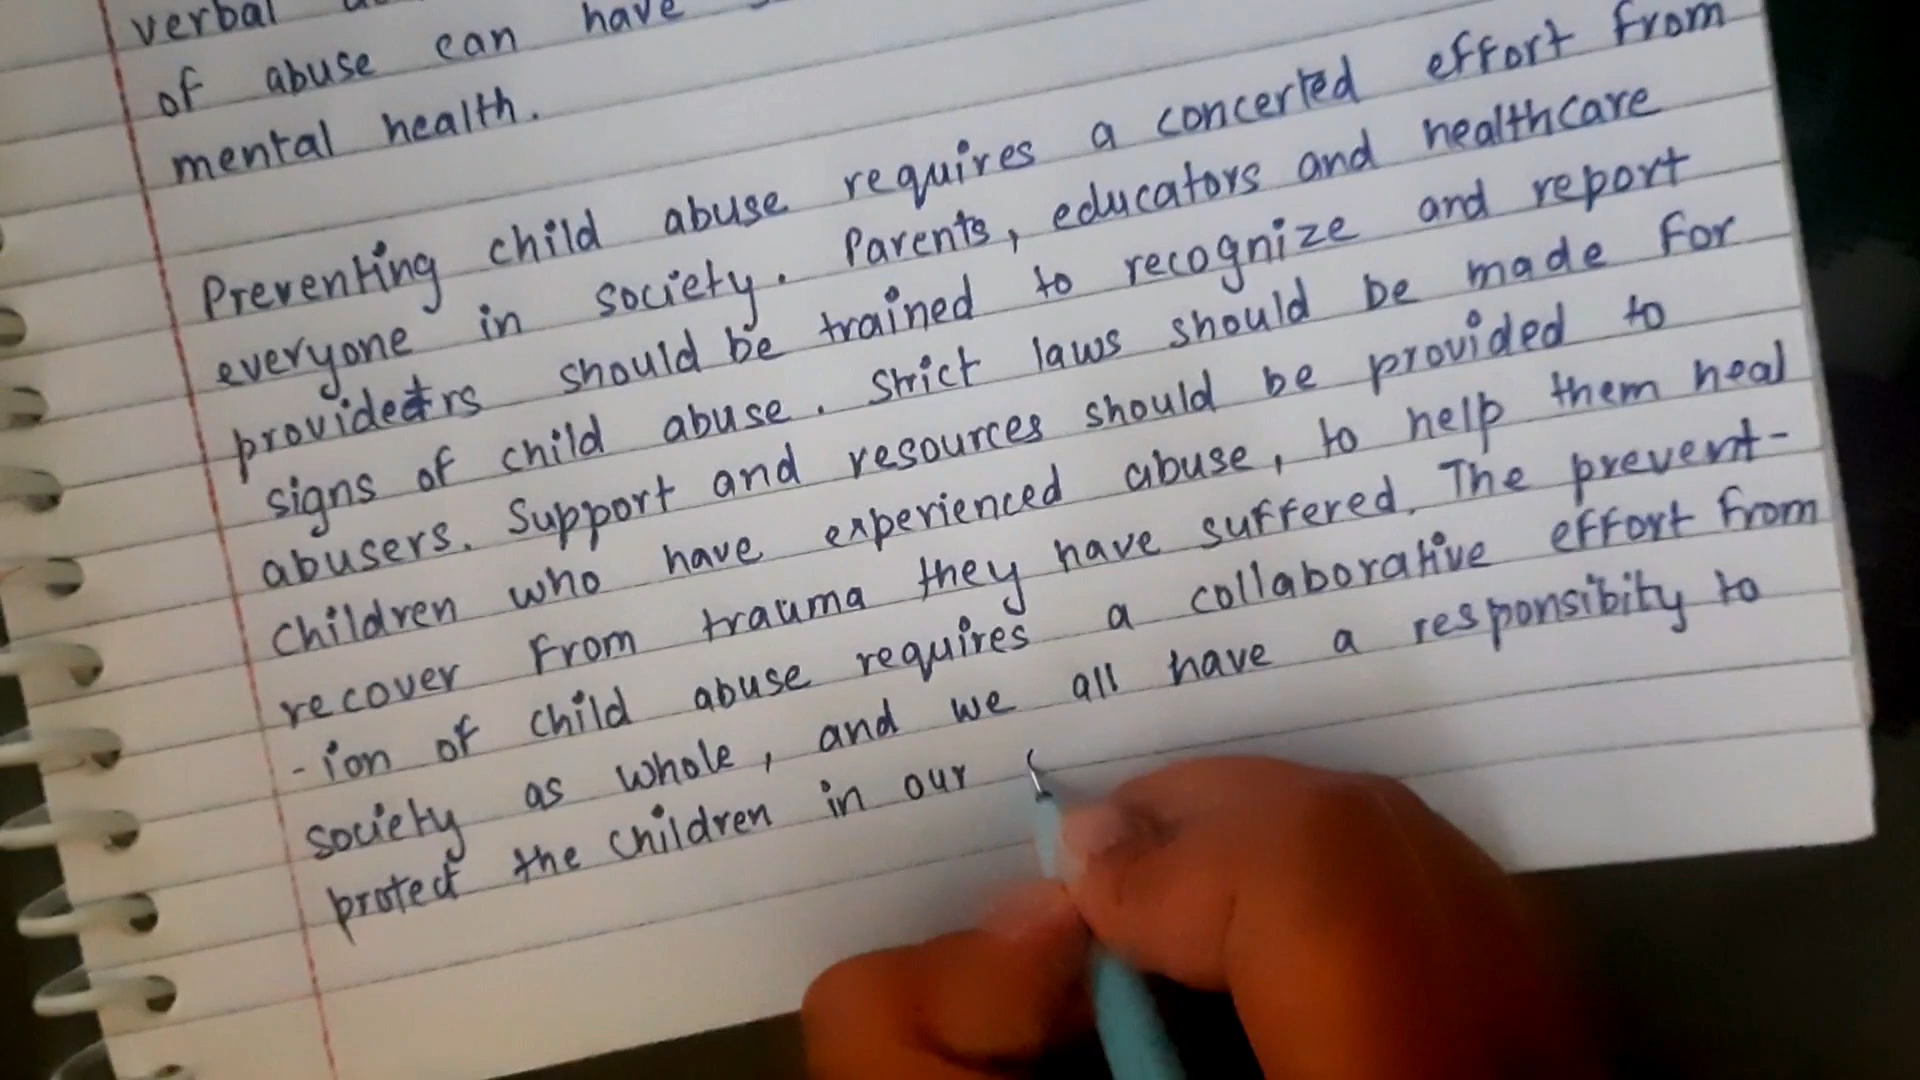 verbal
of abuse can have
mental health.
Preventing child abuse requires a concerted effort from
everyone in society. Parents, educators and healthcare
providers should be trained to recognize and report
signs of child abuse. Strict laws should be made for
abusers. Support and resources should be provided to
children who have experienced abuse, to help them heal
recover from trauma they have suffered. The prevent-
-ion of child abuse requires a collaborative effort from
society as whole, and we all have a responsibity to
protect the children in our